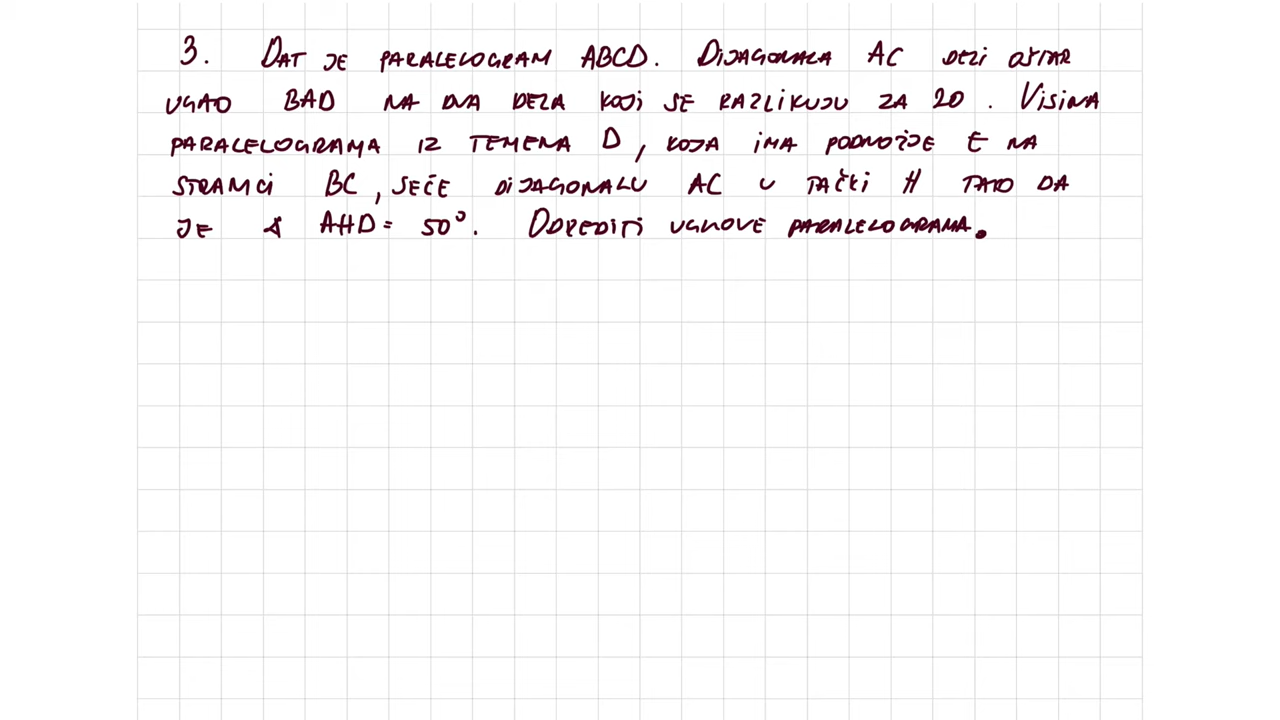 3. DAT JE PARALELOGRAM ABCD. DIJAGONALA AC DELI OŠTAR
UGAO BAD NA DVA DELA KOJI SE RAZLIKUJU ZA 20. VISINA
PARALELOGRAMA IZ TEMENA D, KOJA IMA PODNOŽJE E NA
STRANCI BC, SEČE DIJAGONALU AC U TAČKI H TAKO DA
JE ∢ AHD = 50°. ODREDITI UGLOVE PARALELOGRAMA.